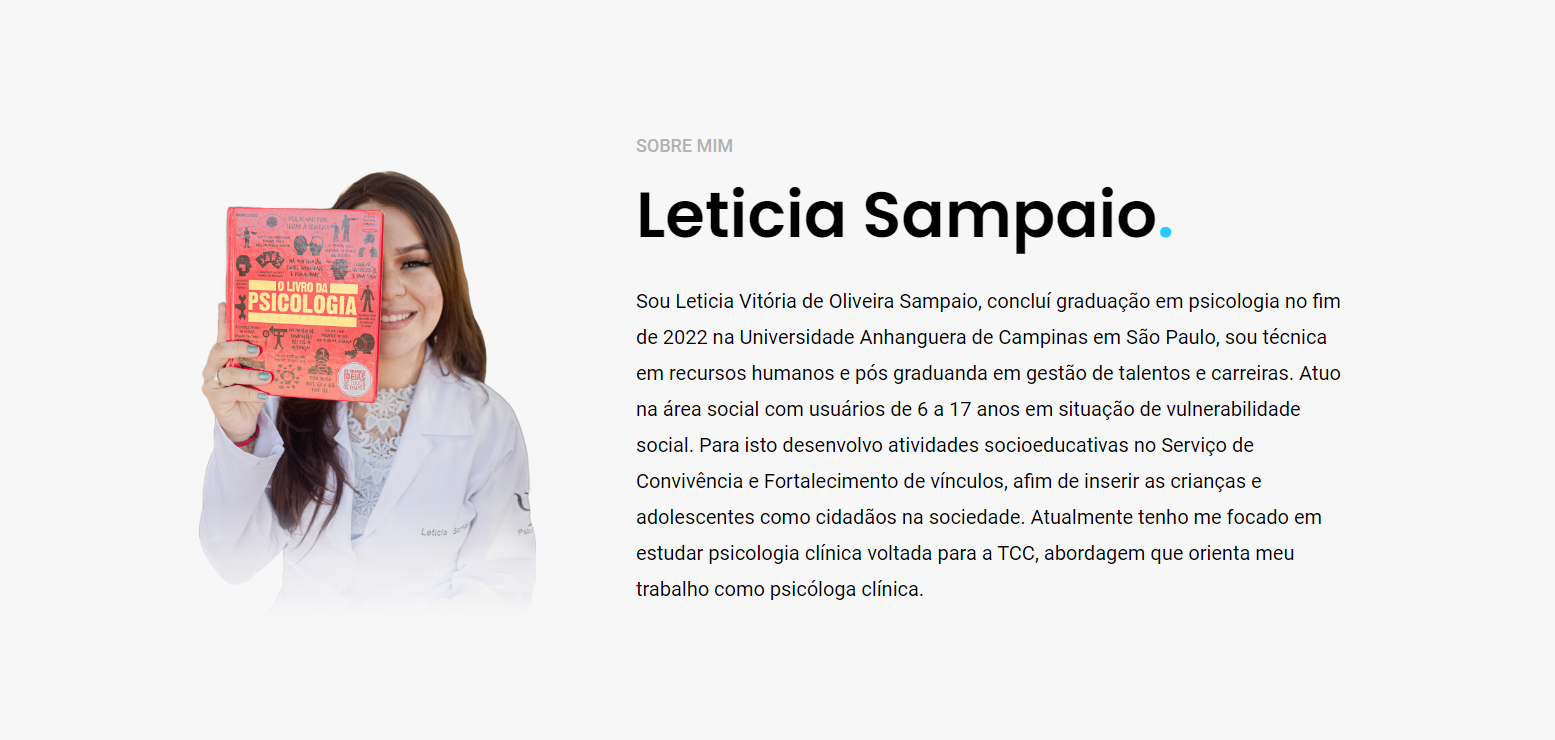 SOBRE MIM
Leticia Sampaio.
Sou Leticia Vitória de Oliveira Sampaio, concluí graduação em psicologia no fim
de 2022 na Universidade Anhanguera de Campinas em São Paulo, sou técnica
em recursos humanos e pós graduanda em gestão de talentos e carreiras. Atuo
na área social com usuários de 6 a 17 anos em situação de vulnerabilidade
social. Para isto desenvolvo atividades socioeducativas no Serviço de
Convivência e Fortalecimento de vínculos, afim de inserir as crianças e
adolescentes como cidadãos na sociedade. Atualmente tenho me focado em
estudar psicologia clínica voltada para a TCC, abordagem que orienta meu
trabalho como psicóloga clínica.
O LIVRO DA
PSICOLOGIA
Leticia